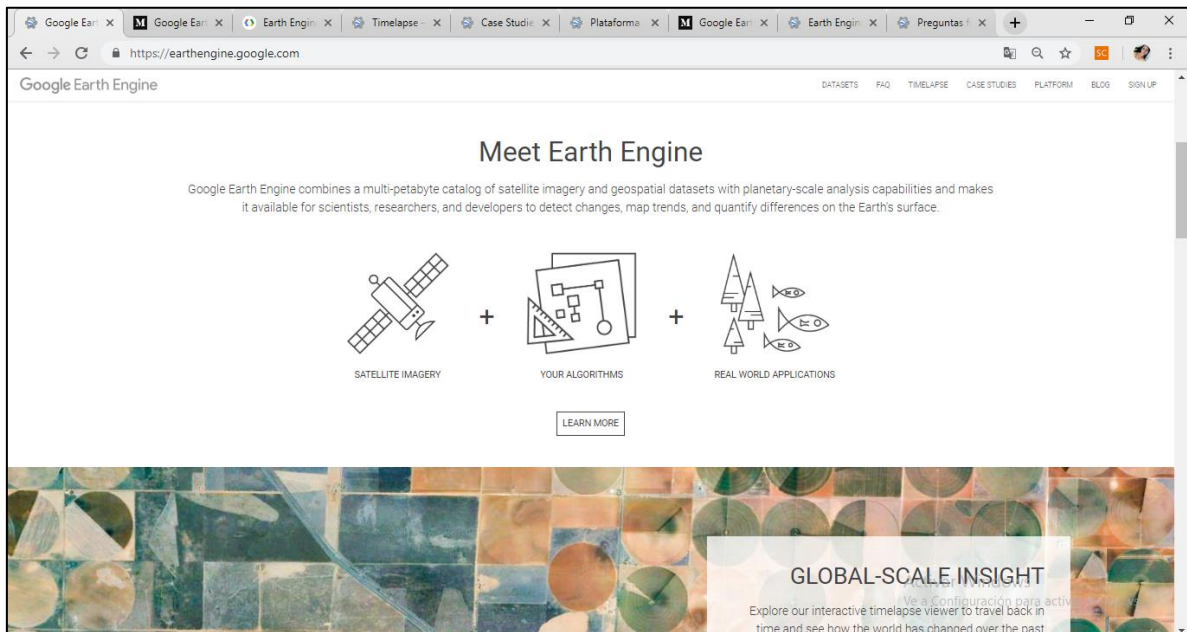 Google Ear Google Ear Earth Engin Timelapse – Case Studie Plataforma Google Ear Earth Engin Preguntas f
https://earthengine.google.com
SC
Google Earth Engine
DATASETS FAQ TIMELAPSE CASE STUDIES PLATFORM BLOG SIGN UP
Meet Earth Engine
Google Earth Engine combines a multi-petabyte catalog of satellite imagery and geospatial datasets with planetary-scale analysis capabilities and makes
it available for scientists, researchers, and developers to detect changes, map trends, and quantify differences on the Earth's surface.
+ +
SATELLITE IMAGERY YOUR ALGORITHMS REAL WORLD APPLICATIONS
LEARN MORE
GLOBAL-SCALE INSIGHT
Activar Windows
Ve a Configuración para activ
Explore our interactive timelapse viewer to travel back in
time and see how the world has changed over the past